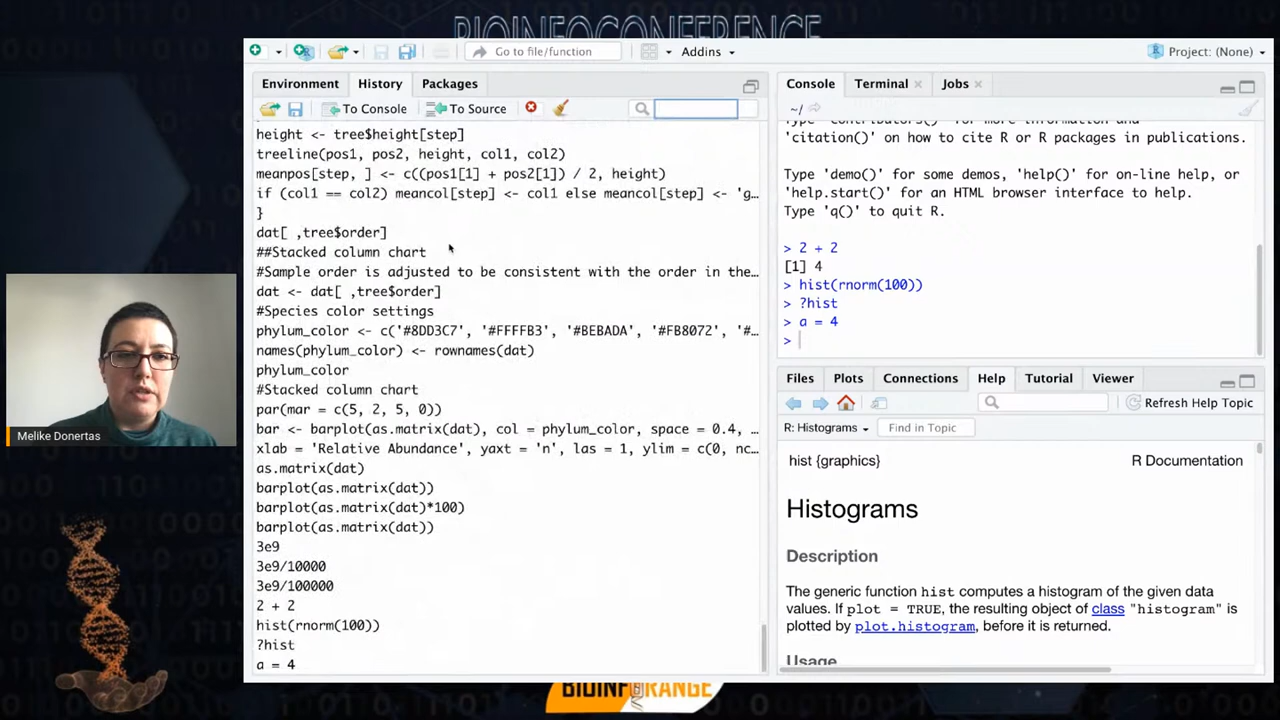 BIOINFOCONFERENCE
Go to file/function
Addins
Project: (None)
Environment
History
Packages
To Console
To Source
height <- tree$height[step]
treeline(pos1, pos2, height, col1, col2)
meanpos[step, ] <- c((pos1[1] + pos2[1]) / 2, height)
if (col1 == col2) meancol[step] <- col1 else meancol[step] <- 'g…
}
dat[ ,tree$order]
##Stacked column chart
#Sample order is adjusted to be consistent with the order in the…
dat <- dat[ ,tree$order]
#Species color settings
phylum_color <- c('#8DD3C7', '#FFFFB3', '#BEBADA', '#FB8072', '#…
names(phylum_color) <- rownames(dat)
phylum_color
#Stacked column chart
par(mar = c(5, 2, 5, 0))
bar <- barplot(as.matrix(dat), col = phylum_color, space = 0.4, …
xlab = 'Relative Abundance', yaxt = 'n', las = 1, ylim = c(0, nc…
as.matrix(dat)
barplot(as.matrix(dat))
barplot(as.matrix(dat)*100)
barplot(as.matrix(dat))
3e9
3e9/10000
3e9/100000
2 + 2
hist(rnorm(100))
?hist
a = 4
Console
Terminal
Jobs
~/
'citation()' on how to cite R or R packages in publications.
Type 'demo()' for some demos, 'help()' for on-line help, or
'help.start()' for an HTML browser interface to help.
Type 'q()' to quit R.
> 2 + 2
[1] 4
> hist(rnorm(100))
> ?hist
> a = 4
>
Files
Plots
Connections
Help
Tutorial
Viewer
Refresh Help Topic
R: Histograms
Find in Topic
hist {graphics}
R Documentation
Histograms
Description
The generic function hist computes a histogram of the given data
values. If plot = TRUE, the resulting object of class "histogram" is
plotted by plot.histogram, before it is returned.
Usage
Melike Donertas